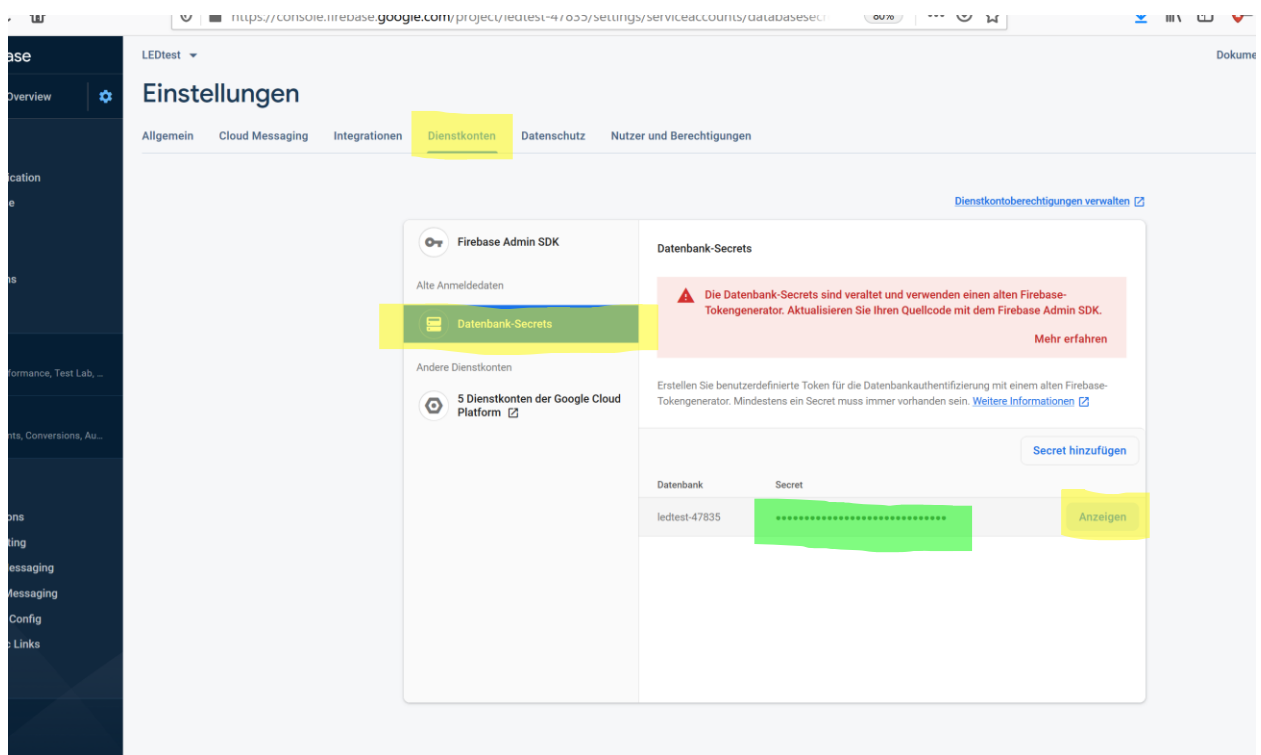 https://console.firebase.google.com/project/ledtest-47835/settings/serviceaccounts/databasesecr
80%
ase
LEDtest
Dokume
Overview
Einstellungen
Allgemein
Cloud Messaging
Integrationen
Dienstkonten
Datenschutz
Nutzer und Berechtigungen
ication
e
ns
formance, Test Lab, ...
nts, Conversions, Au...
ons
ting
essaging
Messaging
Config
c Links
Dienstkontoberechtigungen verwalten
Firebase Admin SDK
Alte Anmeldedaten
Datenbank-Secrets
Andere Dienstkonten
5 Dienstkonten der Google Cloud
Platform
Datenbank-Secrets
Die Datenbank-Secrets sind veraltet und verwenden einen alten Firebase-
Tokengenerator. Aktualisieren Sie Ihren Quellcode mit dem Firebase Admin SDK.
Mehr erfahren
Erstellen Sie benutzerdefinierte Token für die Datenbankauthentifizierung mit einem alten Firebase-
Tokengenerator. Mindestens ein Secret muss immer vorhanden sein. Weitere Informationen
Secret hinzufügen
Datenbank
Secret
ledtest-47835
••••••••••••••••••••••••••••••
Anzeigen